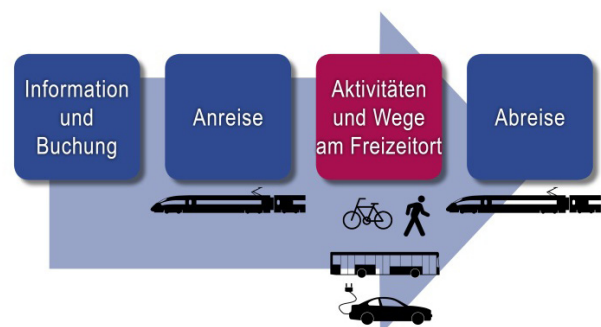 Information
und
Buchung
Anreise
Aktivitäten
und Wege
am Freizeitort
Abreise